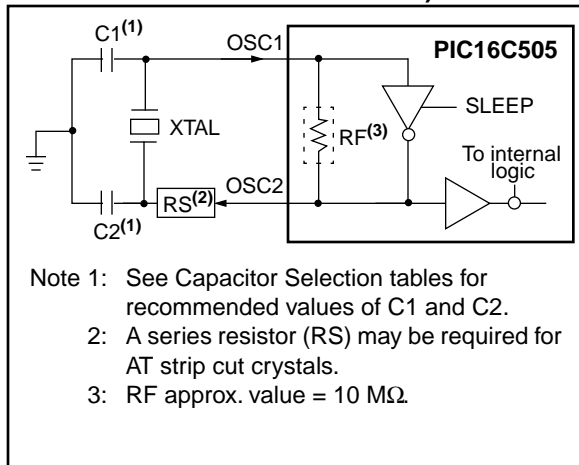 C1(1)
OSC1
PIC16C505
SLEEP
XTAL
RF(3)
To internal
logic
OSC2
RS(2)
C2(1)
Note 1: See Capacitor Selection tables for
recommended values of C1 and C2.
2: A series resistor (RS) may be required for
AT strip cut crystals.
3: RF approx. value = 10 MΩ.